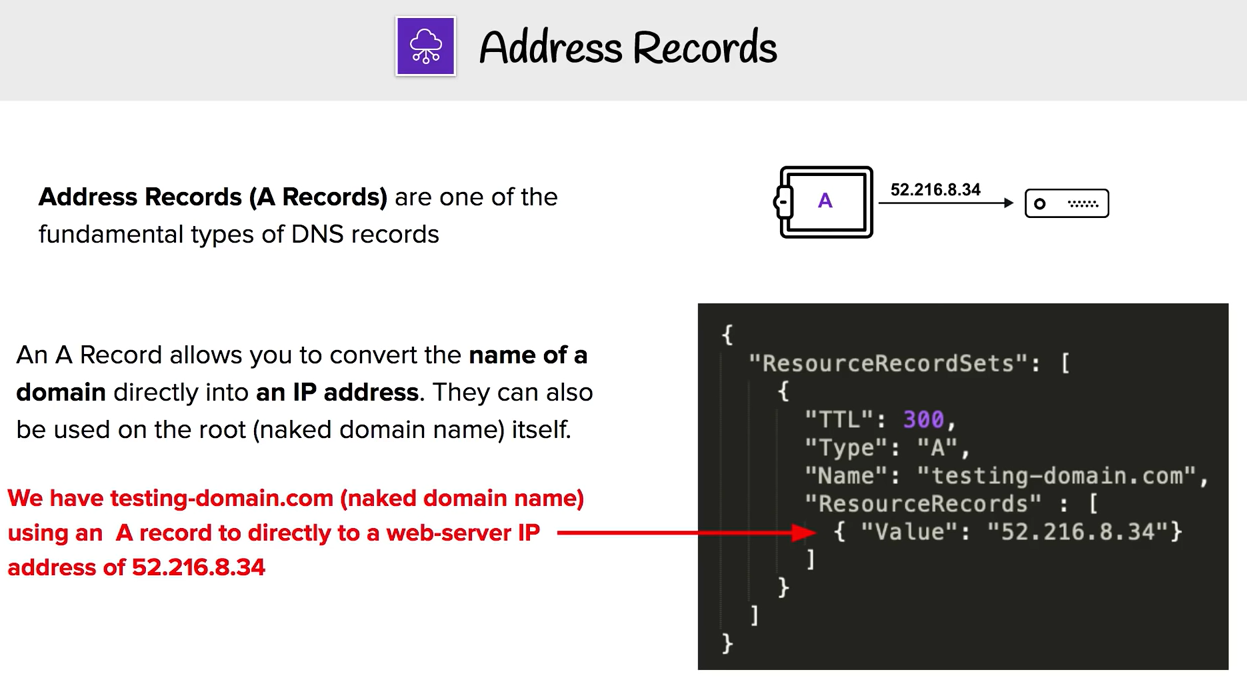 Address Records
Address Records (A Records) are one of the
fundamental types of DNS records
A
52.216.8.34
An A Record allows you to convert the name of a
domain directly into an IP address. They can also
be used on the root (naked domain name) itself.
We have testing-domain.com (naked domain name)
using an A record to directly to a web-server IP
address of 52.216.8.34
{
"ResourceRecordSets": [
{
"TTL": 300,
"Type": "A",
"Name": "testing-domain.com",
"ResourceRecords" : [
{ "Value": "52.216.8.34"}
]
}
]
}